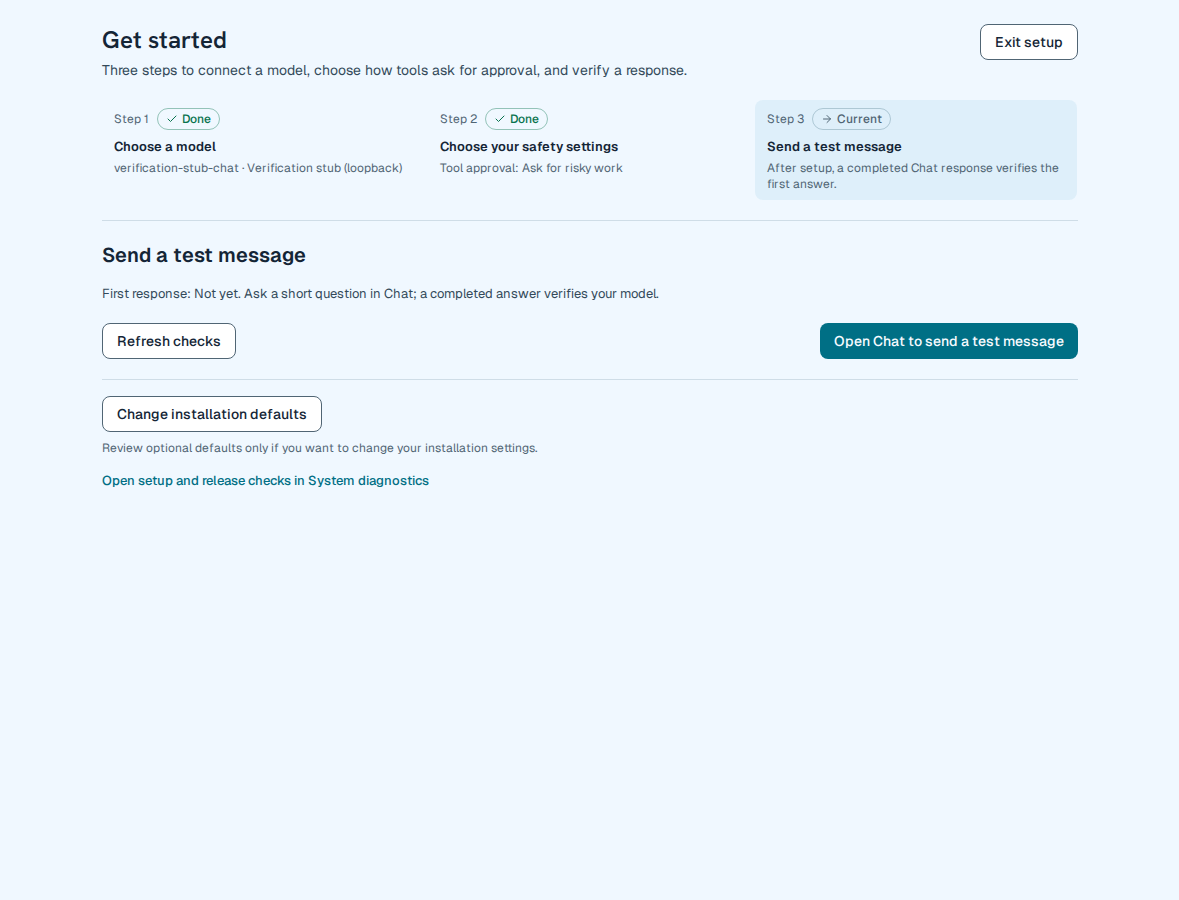 Get started
Exit setup
Three steps to connect a model, choose how tools ask for approval, and verify a response.
Step 1 Done
Choose a model
verification-stub-chat · Verification stub (loopback)
Step 2 Done
Choose your safety settings
Tool approval: Ask for risky work
Step 3 Current
Send a test message
After setup, a completed Chat response verifies the
first answer.
Send a test message
First response: Not yet. Ask a short question in Chat; a completed answer verifies your model.
Refresh checks
Open Chat to send a test message
Change installation defaults
Review optional defaults only if you want to change your installation settings.
Open setup and release checks in System diagnostics